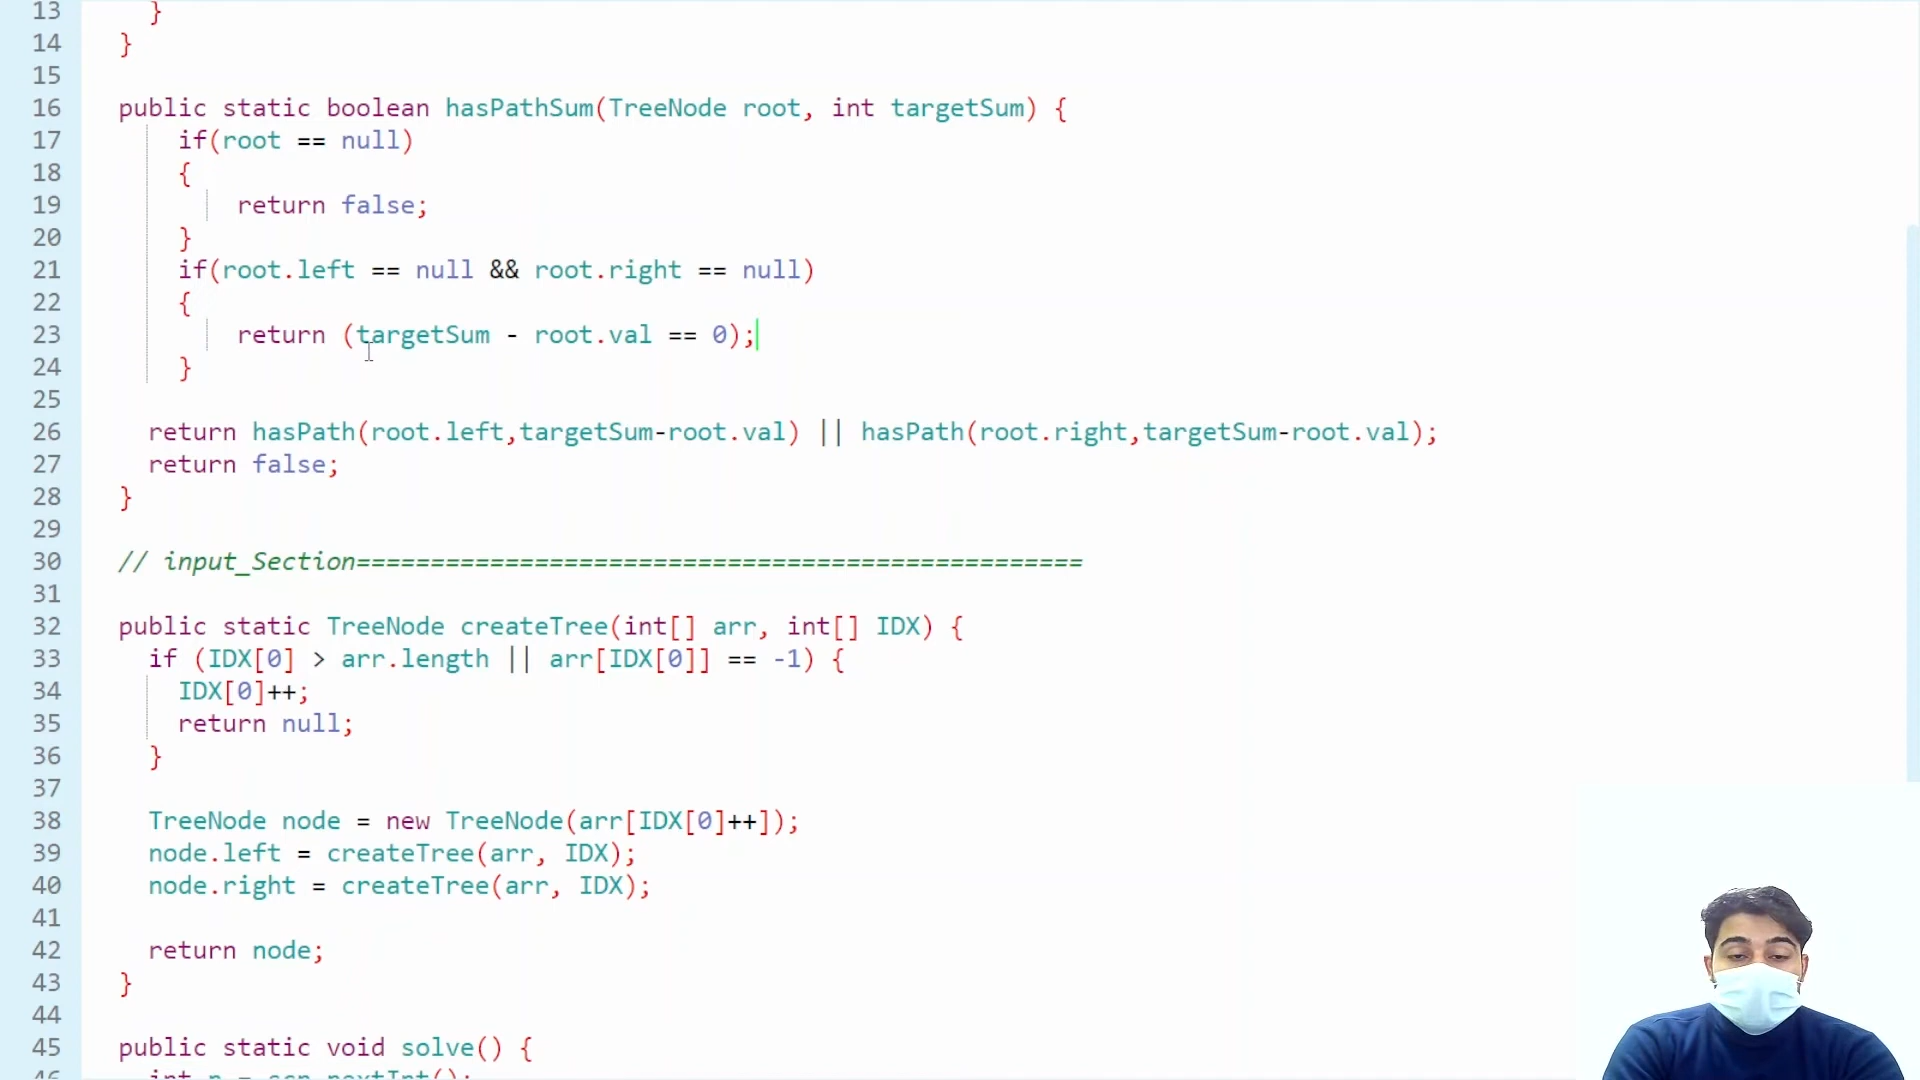 13 }
14 }
15
16 public static boolean hasPathSum(TreeNode root, int targetSum) {
17 if(root == null)
18 {
19 return false;
20 }
21 if(root.left == null && root.right == null)
22 {
23 return (targetSum - root.val == 0);
24 }
25
26 return hasPath(root.left,targetSum-root.val) || hasPath(root.right,targetSum-root.val);
27 return false;
28 }
29
30 // input_Section=================================================
31
32 public static TreeNode createTree(int[] arr, int[] IDX) {
33 if (IDX[0] > arr.length || arr[IDX[0]] == -1) {
34 IDX[0]++;
35 return null;
36 }
37
38 TreeNode node = new TreeNode(arr[IDX[0]++]);
39 node.left = createTree(arr, IDX);
40 node.right = createTree(arr, IDX);
41
42 return node;
43 }
44
45 public static void solve() {
46 int n = scn.nextInt();